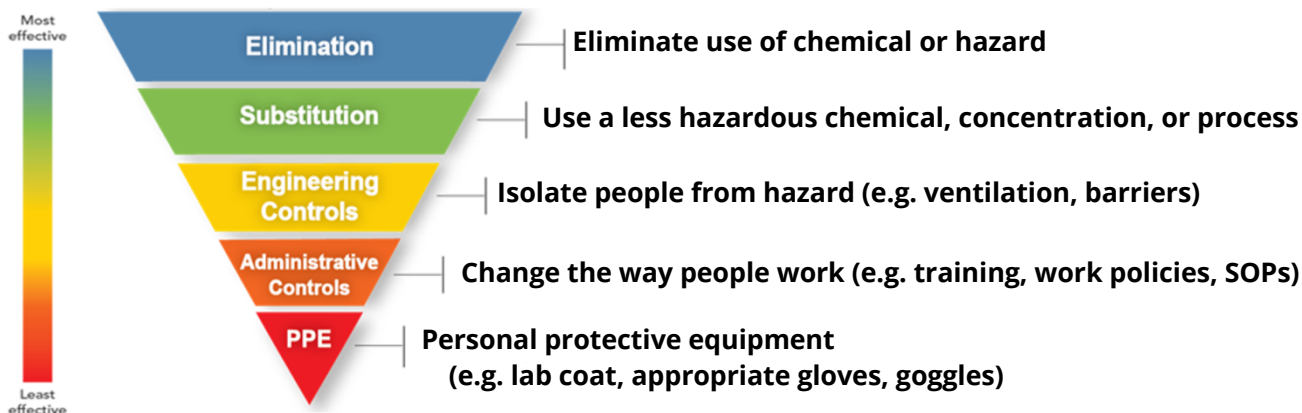 Most
effective
Elimination
Eliminate use of chemical or hazard
Substitution
Use a less hazardous chemical, concentration, or process
Engineering
Controls
Isolate people from hazard (e.g. ventilation, barriers)
Administrative
Controls
Change the way people work (e.g. training, work policies, SOPs)
PPE
Personal protective equipment
(e.g. lab coat, appropriate gloves, goggles)
Least
effective